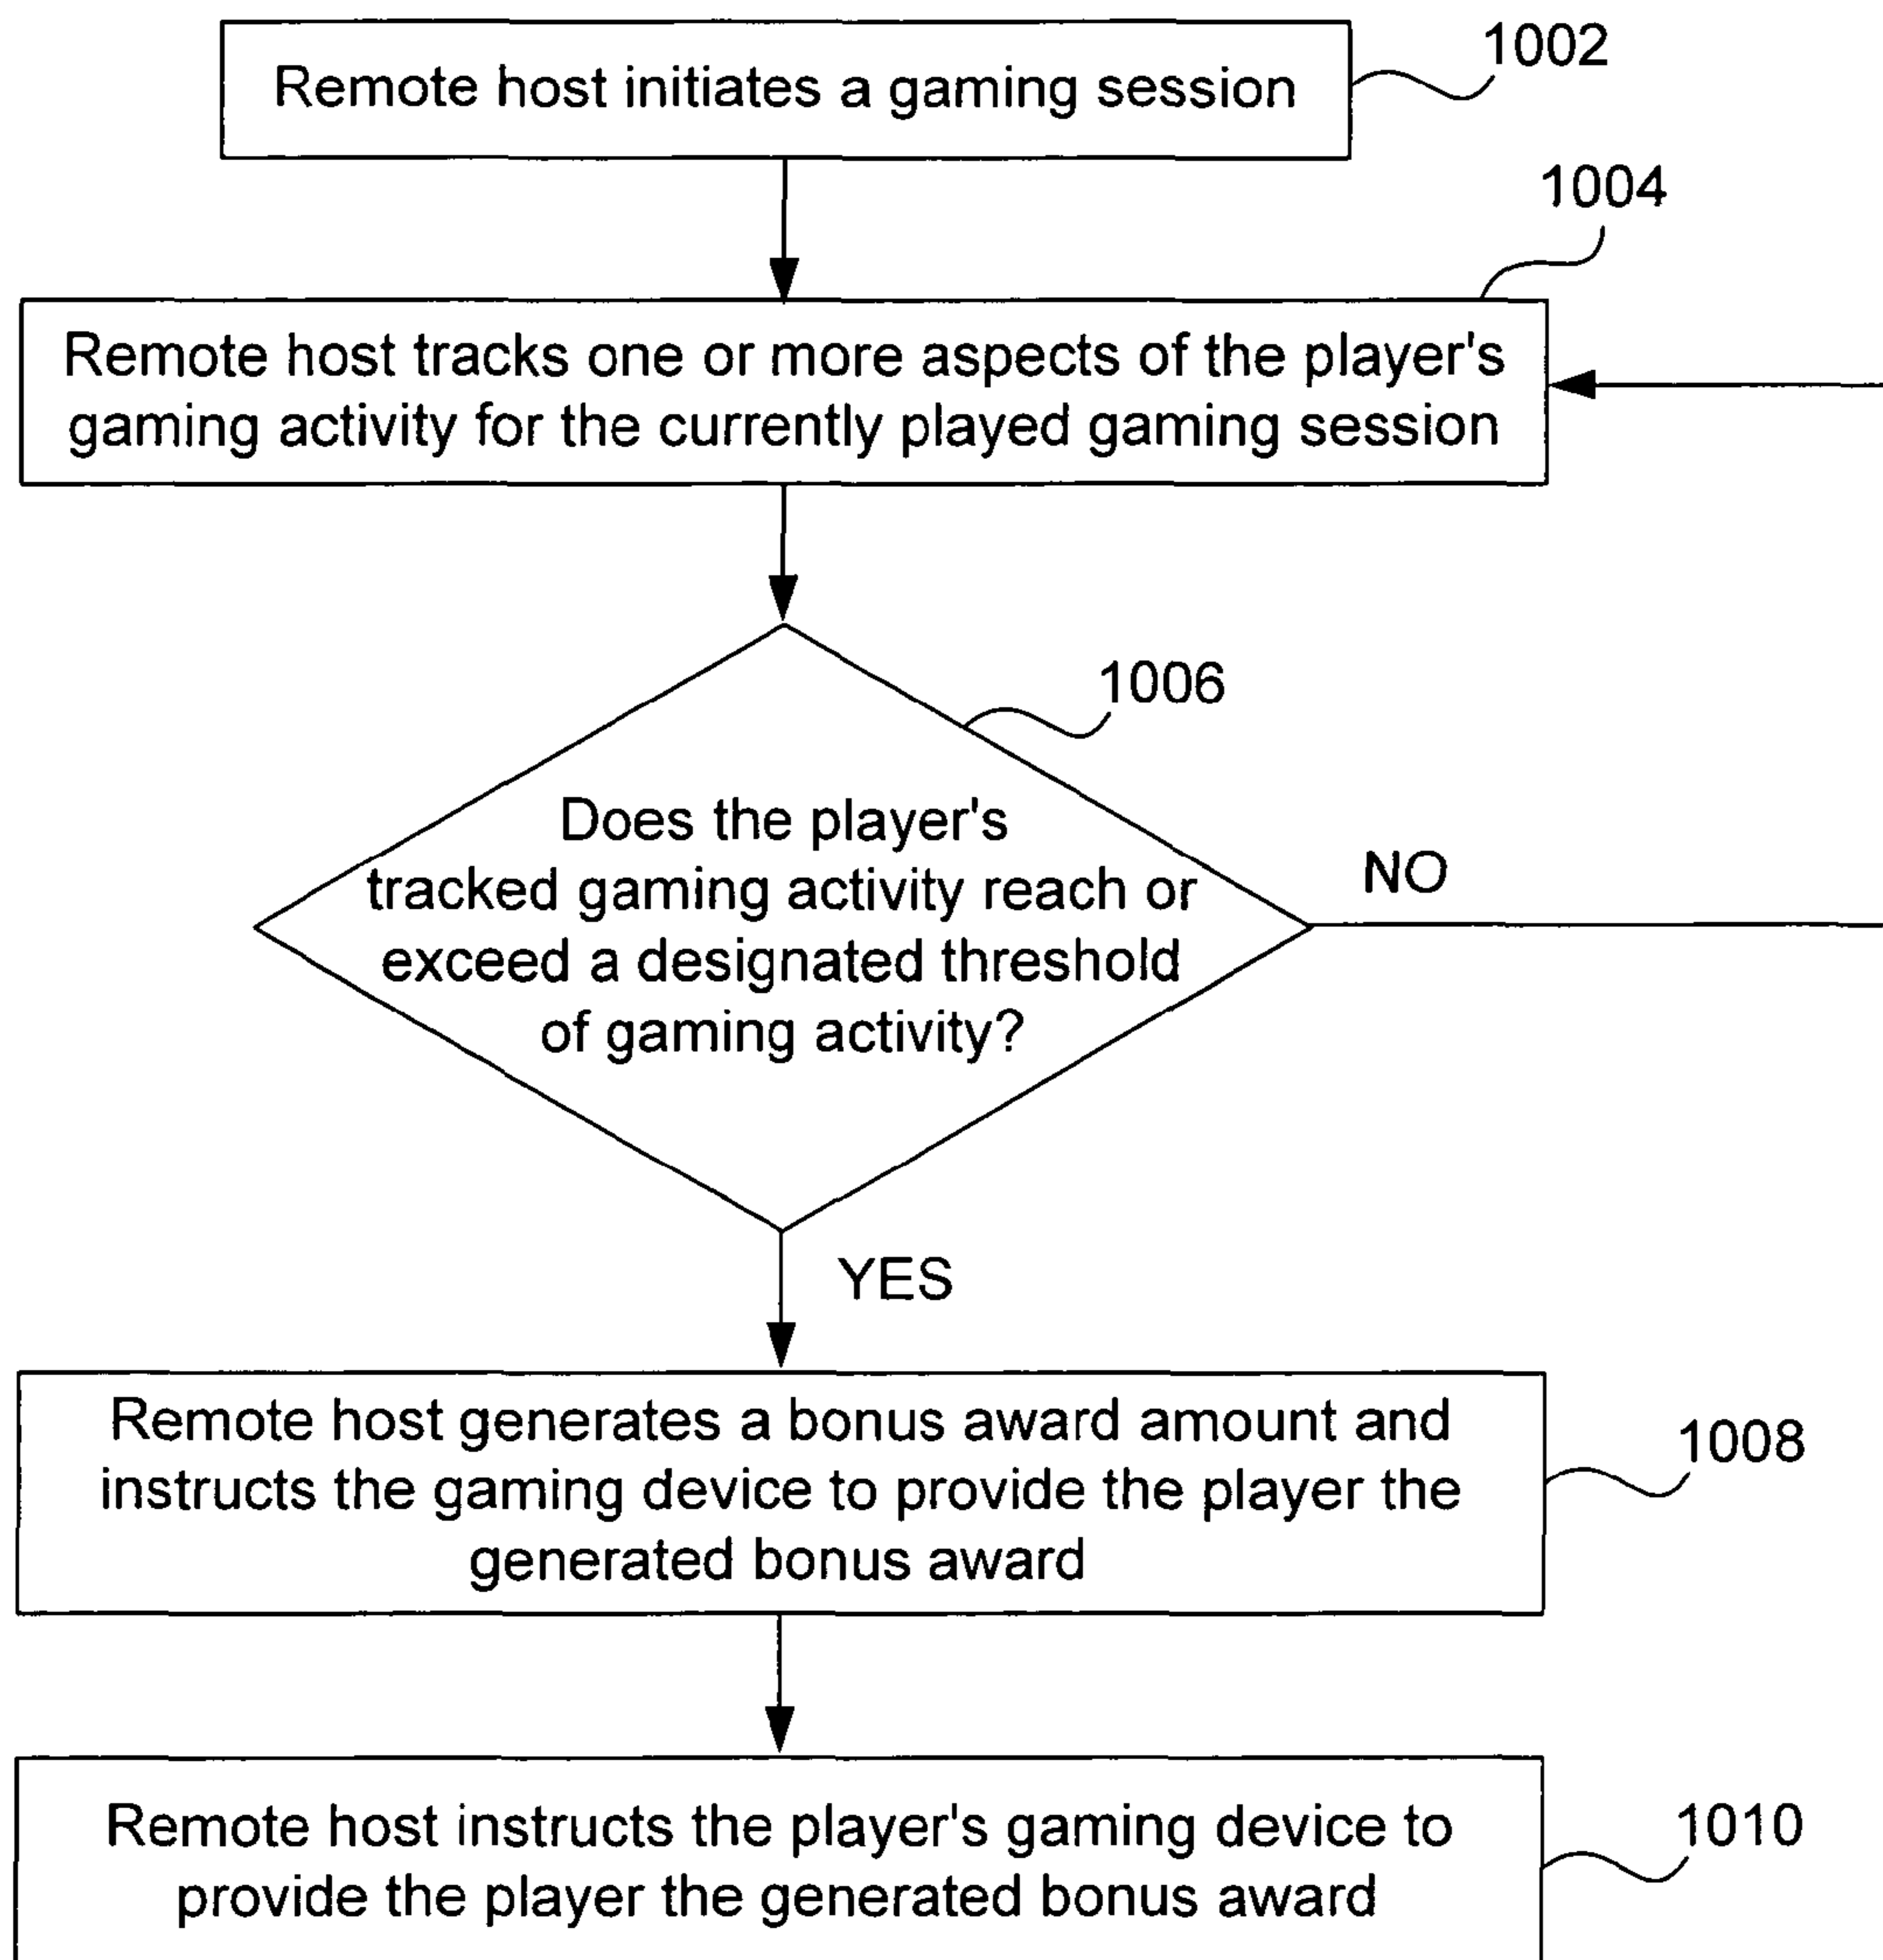 Remote host initiates a gaming session
1002
1004
Remote host tracks one or more aspects of the player's
gaming activity for the currently played gaming session
1006
Does the player's
tracked gaming activity reach or
exceed a designated threshold
of gaming activity?
NO
YES
Remote host generates a bonus award amount and
instructs the gaming device to provide the player the
generated bonus award
1008
Remote host instructs the player's gaming device to
provide the player the generated bonus award
1010